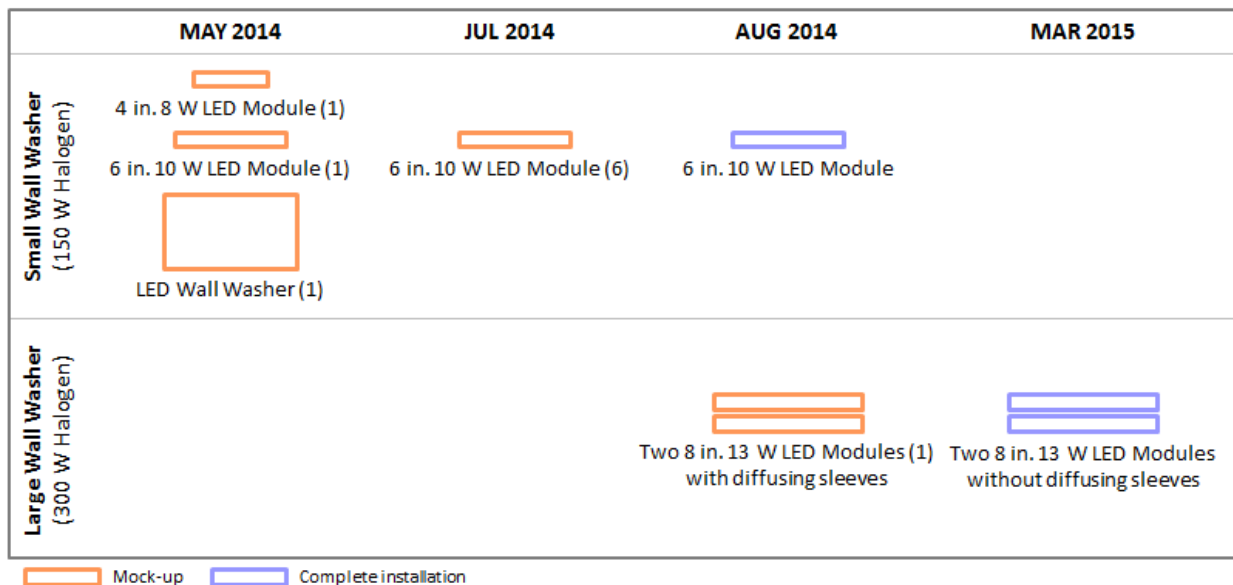 MAY 2014 JUL 2014 AUG 2014 MAR 2015
Small Wall Washer
(150 W Halogen)
4 in. 8 W LED Module (1)
6 in. 10 W LED Module (1) 6 in. 10 W LED Module (6) 6 in. 10 W LED Module
LED Wall Washer (1)
Large Wall Washer
(300 W Halogen)
Two 8 in. 13 W LED Modules (1) Two 8 in. 13 W LED Modules
with diffusing sleeves without diffusing sleeves
Mock-up Complete installation